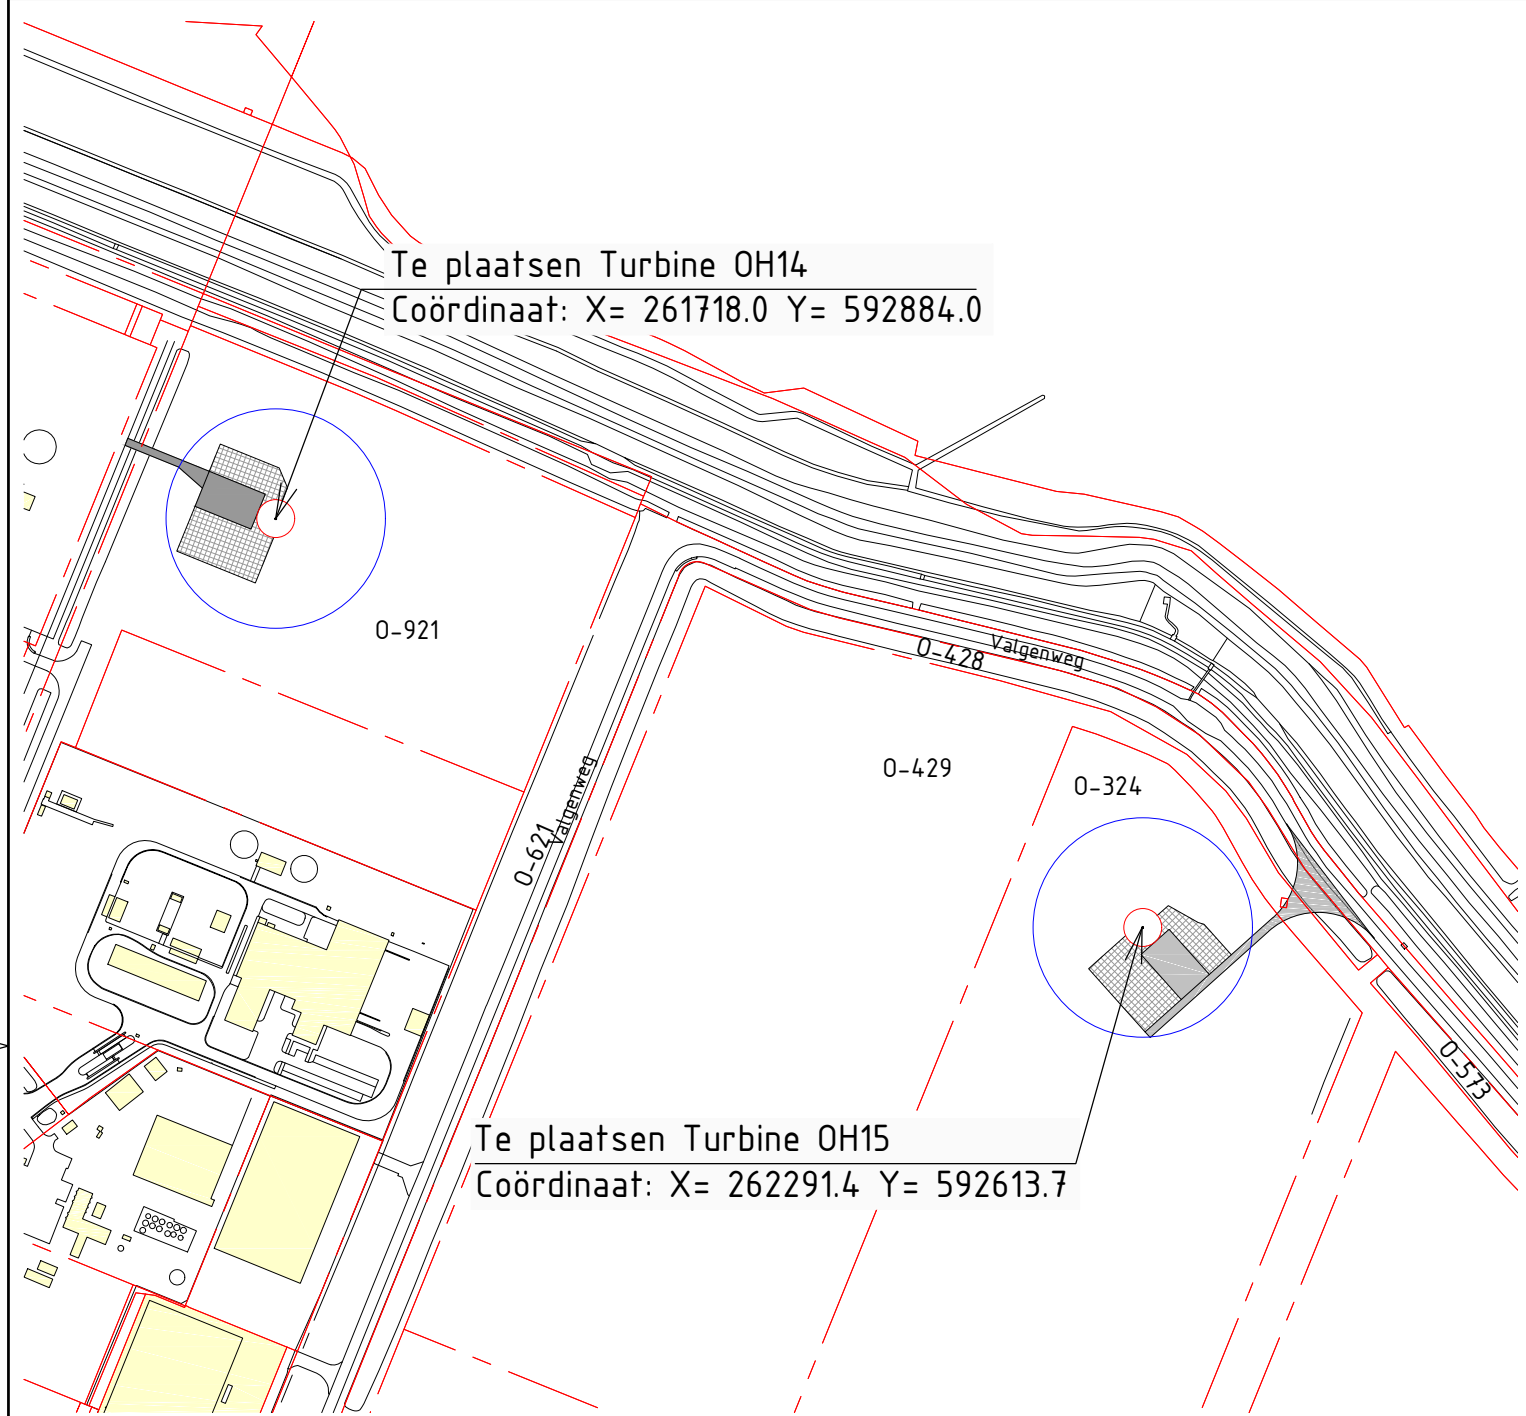 Te plaatsen Turbine OH14
Coördinaat: X= 261718.0 Y= 592884.0
O-921
Valgenweg
O-428
O-429
O-324
Valgenweg
O-621
O-573
Te plaatsen Turbine OH15
Coördinaat: X= 262291.4 Y= 592613.7